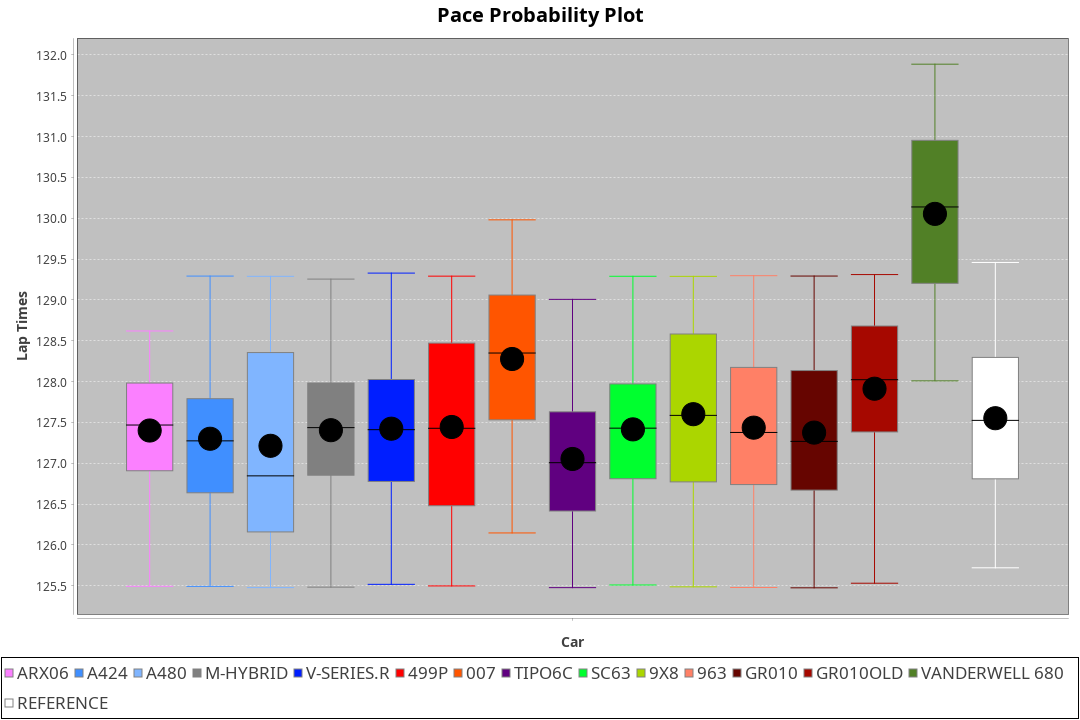 Pace Probability Plot
132.0
131.5
131.0
130.5
130.0
129.5
129.0
128.5
128.0
127.5
127.0
126.5
126.0
125.5
Lap Times
Car
ARX06 A424 A480 M-HYBRID V-SERIES.R 499P 007 TIPO6C SC63 9X8 963 GR010 GR010OLD VANDERWELL 680
REFERENCE